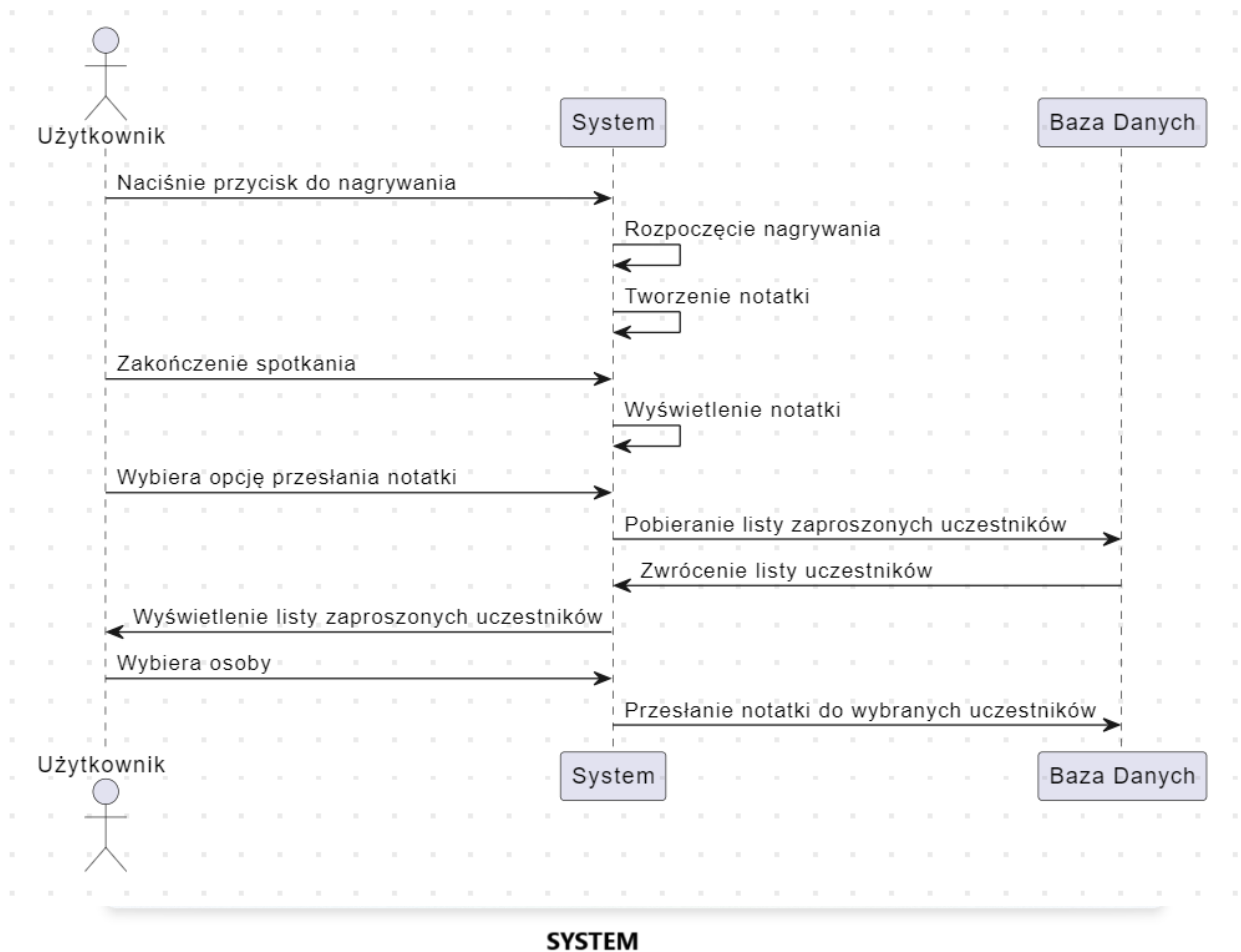 Użytkownik
System
Baza Danych
Naciśnie przycisk do nagrywania
Rozpoczęcie nagrywania
Tworzenie notatki
Zakończenie spotkania
Wyświetlenie notatki
Wybiera opcję przesłania notatki
Pobieranie listy zaproszonych uczestników
Zwrócenie listy uczestników
Wyświetlenie listy zaproszonych uczestników
Wybiera osoby
Przesłanie notatki do wybranych uczestników
Użytkownik
System
Baza Danych
SYSTEM